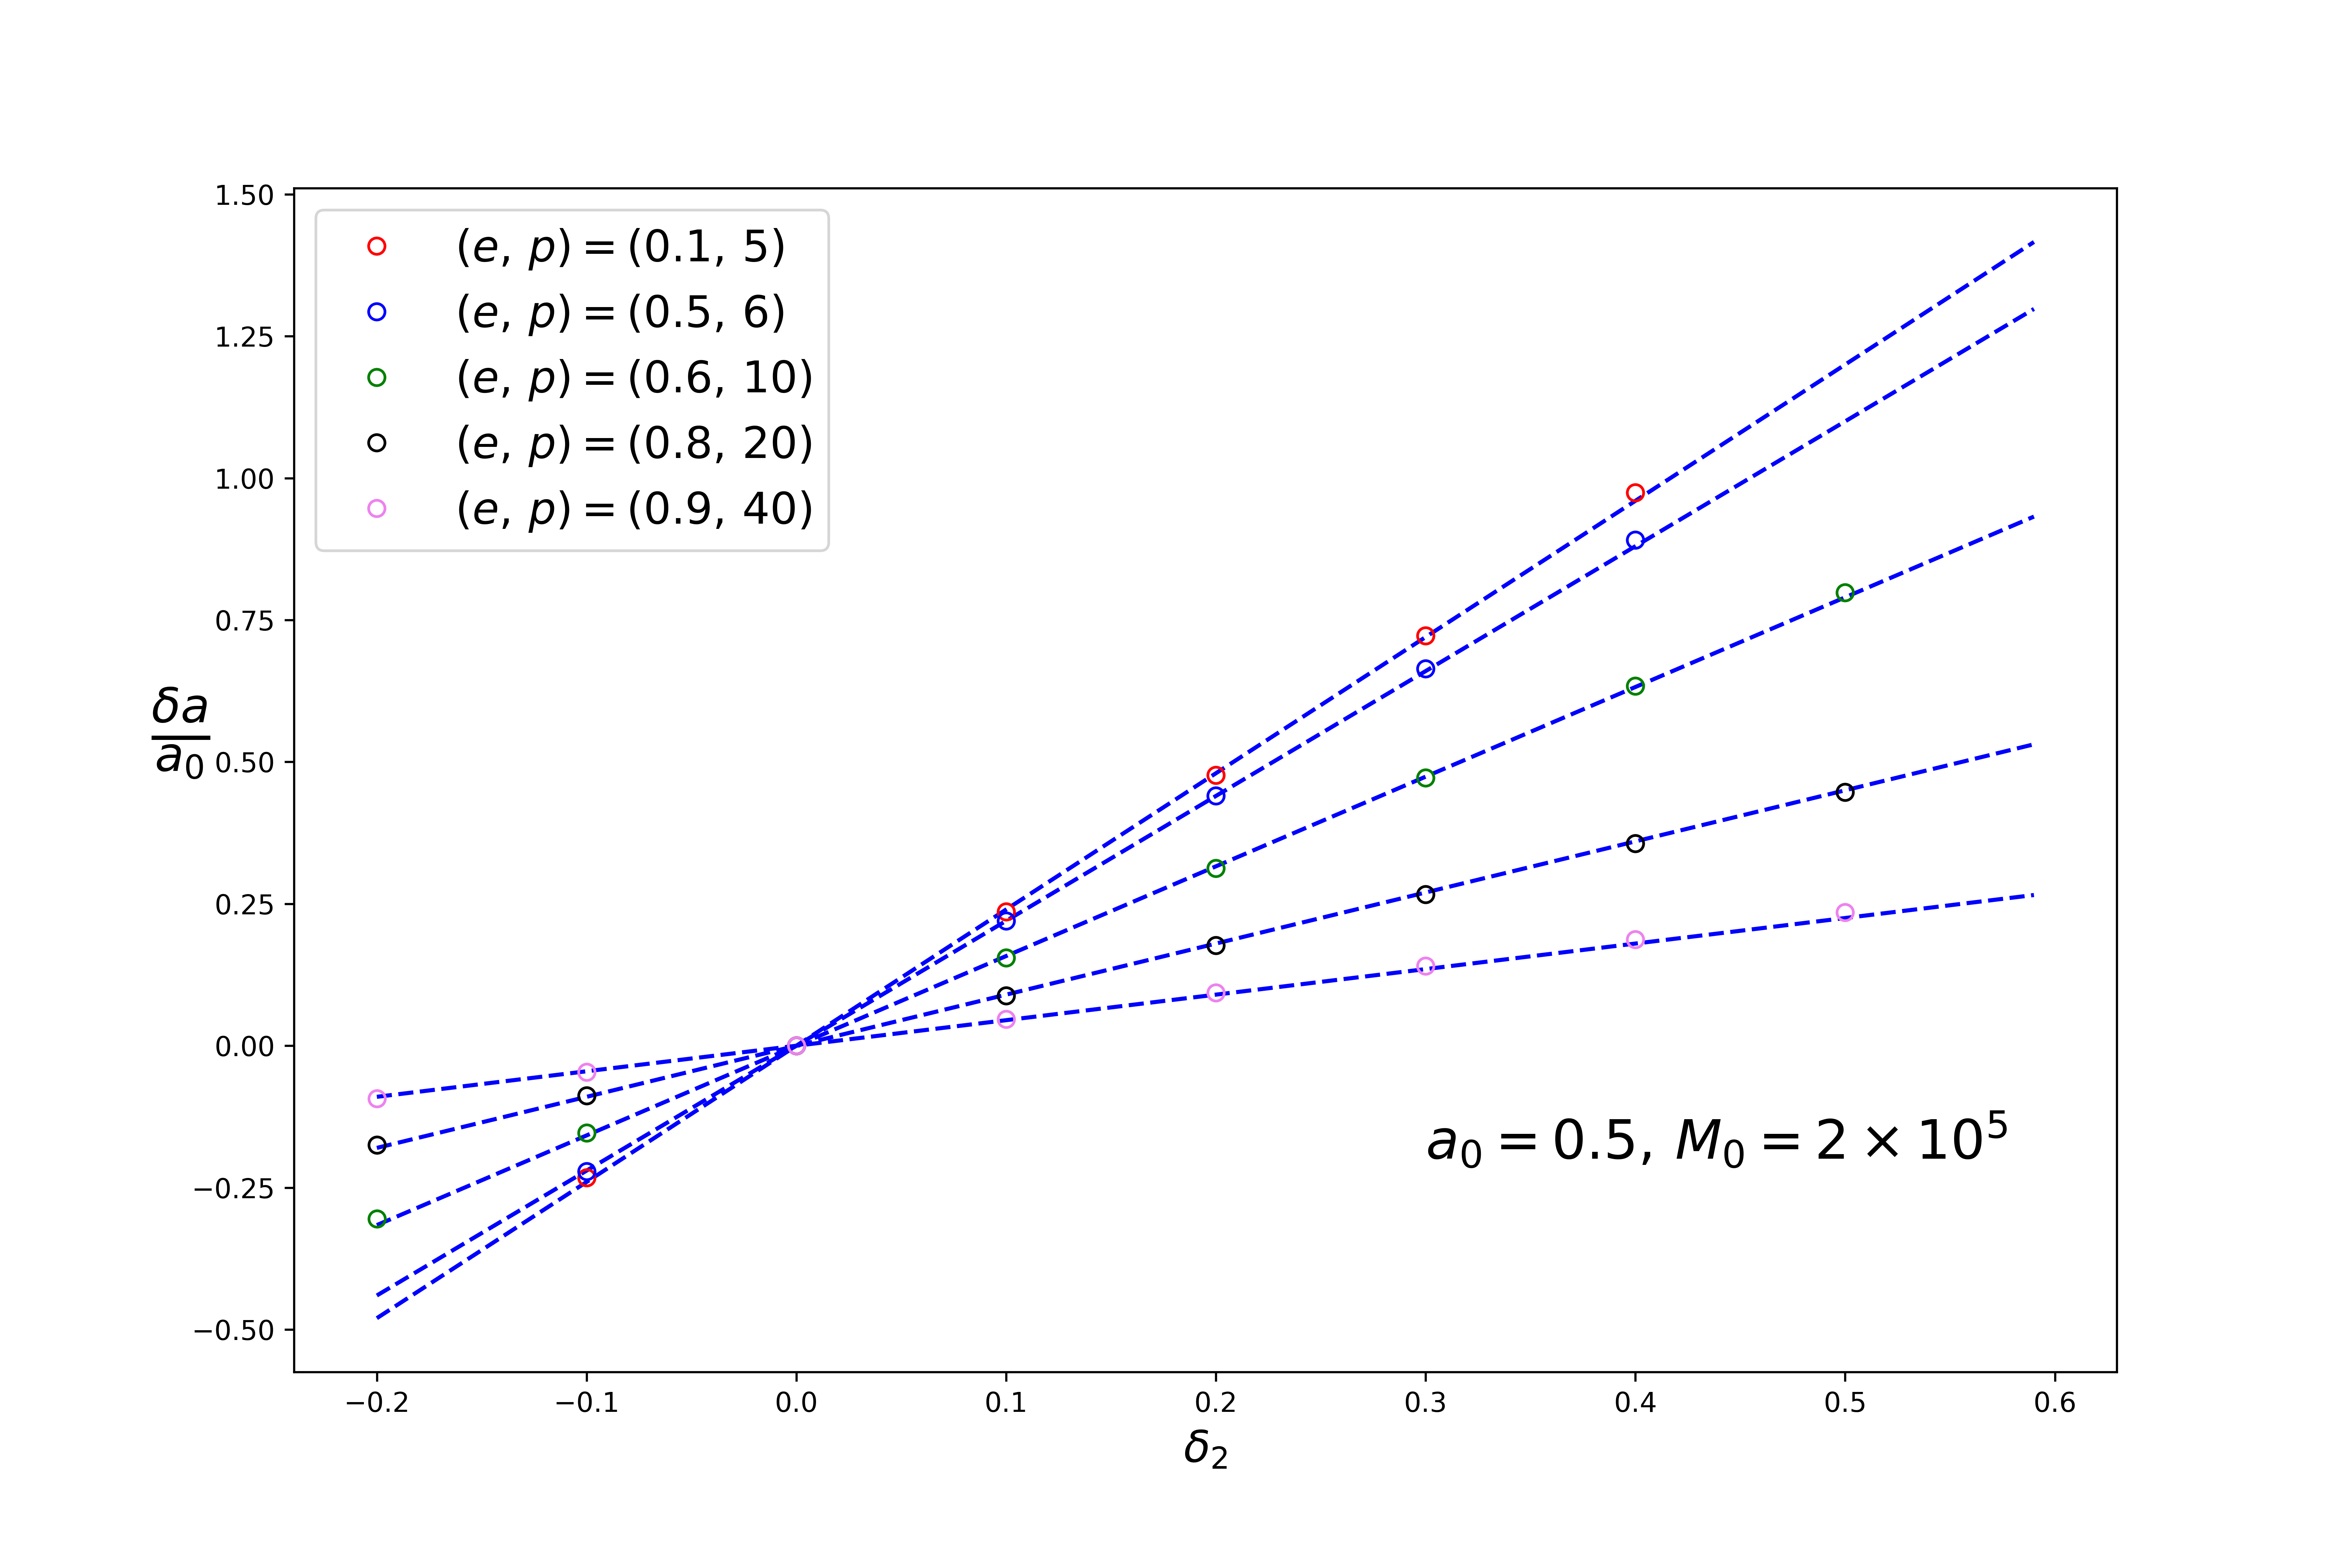 1.50
1.25
1.00
0.75
0.50
0.25
0.00
−0.25
−0.50
δa
a₀
(e, p) = (0.1, 5)
(e, p) = (0.5, 6)
(e, p) = (0.6, 10)
(e, p) = (0.8, 20)
(e, p) = (0.9, 40)
a₀ = 0.5, M₀ = 2 × 10⁵
−0.2 −0.1 0.0 0.1 0.2 0.3 0.4 0.5 0.6
δ₂